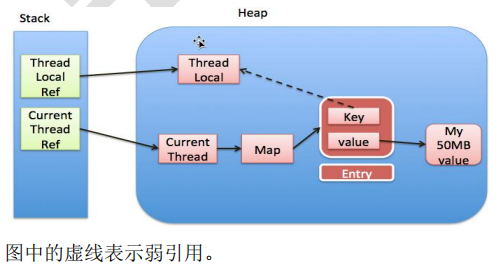 Stack
Heap
Thread
Local
Ref
Current
Thread
Ref
Thread
Local
Current
Thread
Map
Key
value
Entry
My
50MB
value
图中的虚线表示弱引用。